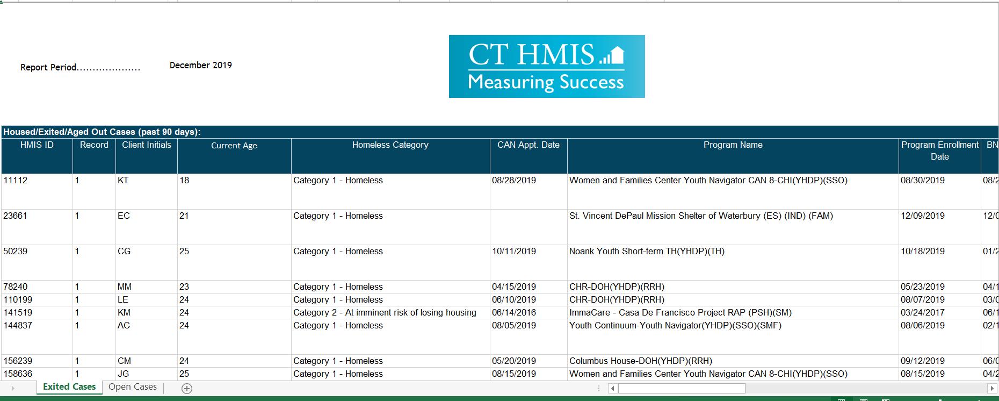 Report Period....................
December 2019
CT HMIS
Measuring Success
Housed/Exited/Aged Out Cases (past 90 days):
HMIS ID Record Client Initials Current Age Homeless Category CAN Appt. Date Program Name Program Enrollment Date BN
11112 1 KT 18 Category 1 - Homeless 08/28/2019 Women and Families Center Youth Navigator CAN 8-CHI(YHDP)(SSO) 08/30/2019 08/2
23661 1 EC 21 Category 1 - Homeless St. Vincent DePaul Mission Shelter of Waterbury (ES) (IND) (FAM) 12/09/2019 12/0
50239 1 CG 25 Category 1 - Homeless 10/11/2019 Noank Youth Short-term TH(YHDP)(TH) 10/18/2019 01/2
78240 1 MM 23 Category 1 - Homeless 04/15/2019 CHR-DOH(YHDP)(RRH) 05/23/2019 04/1
110199 1 LE 24 Category 1 - Homeless 06/10/2019 CHR-DOH(YHDP)(RRH) 08/07/2019 03/0
141519 1 KM 24 Category 2 - At imminent risk of losing housing 06/14/2016 ImmaCare - Casa De Francisco Project RAP (PSH)(SM) 03/24/2017 06/1
144837 1 AC 24 Category 1 - Homeless 08/05/2019 Youth Continuum-Youth Navigator(YHDP)(SSO)(SMF) 08/06/2019 02/1
156239 1 CM 24 Category 1 - Homeless 05/20/2019 Columbus House-DOH(YHDP)(RRH) 09/12/2019 06/0
158636 1 JG 25 Category 1 - Homeless 08/15/2019 Women and Families Center Youth Navigator CAN 8-CHI(YHDP)(SSO) 08/15/2019 04/2
Exited Cases Open Cases